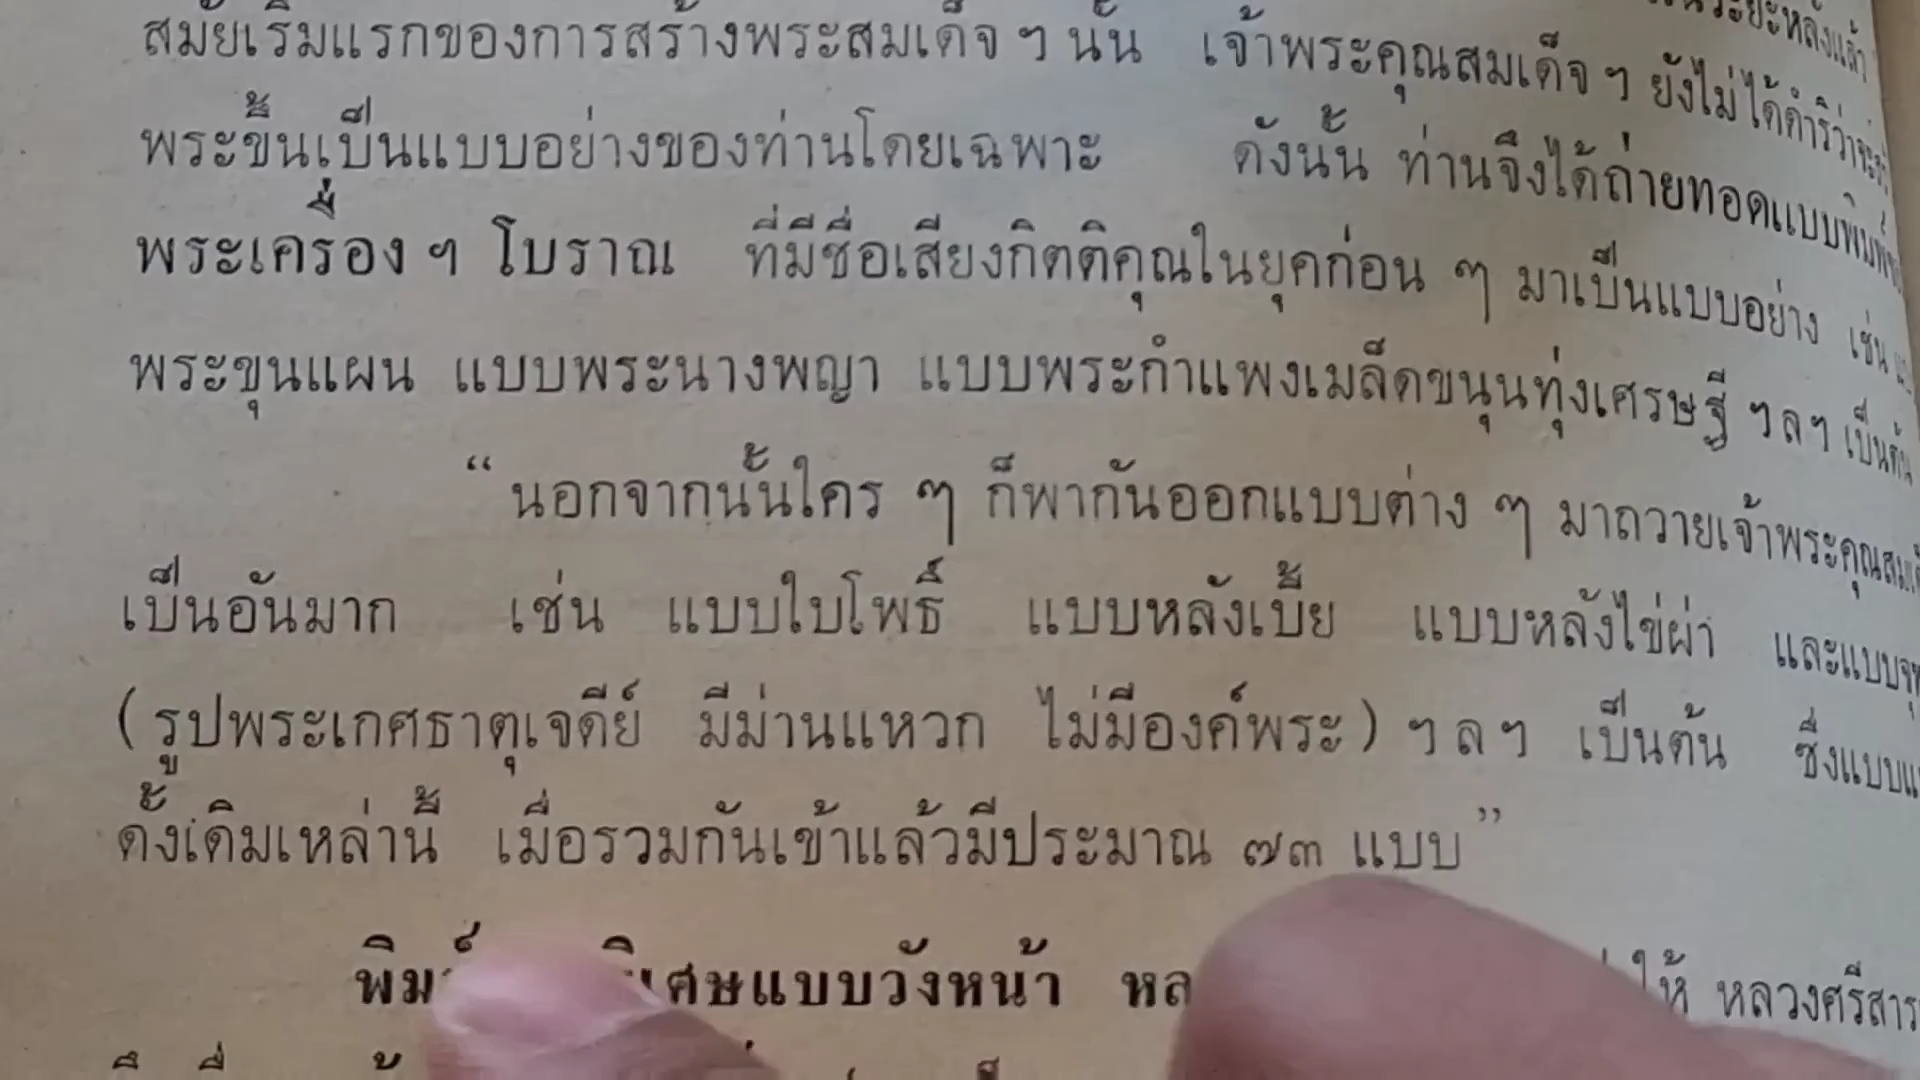 สมัยเริ่มแรกของการสร้างพระสมเด็จ ฯ นั้น เจ้าพระคุณสมเด็จ ฯ ยังไม่ได้ดำริว่าจะ
พระขึ้นเป็นแบบอย่างของท่านโดยเฉพาะ ดังนั้น ท่านจึงได้ถ่ายทอดแบบพิมพ์
พระเครื่อง ฯ โบราณ ที่มีชื่อเสียงกิตติคุณในยุคก่อน ๆ มาเป็นแบบอย่าง เช่น
พระขุนแผน แบบพระนางพญา แบบพระกำแพงเมล็ดขนุนทุ่งเศรษฐี ฯลฯ เป็นต้น
“นอกจากนั้นใคร ๆ ก็พากันออกแบบต่าง ๆ มาถวายเจ้าพระคุณสมเด็
เป็นอันมาก เช่น แบบใบโพธิ์ แบบหลังเบี้ย แบบหลังไข่ผ่า และแบบ
(รูปพระเกศธาตุเจดีย์ มีม่านแหวก ไม่มีองค์พระ) ฯลฯ เป็นต้น ซึ่งแบบ
ดั้งเดิมเหล่านี้ เมื่อรวมกันเข้าแล้วมีประมาณ ๗๓ แบบ”
แบบวังหน้า ให้ หลวงศรีสาร